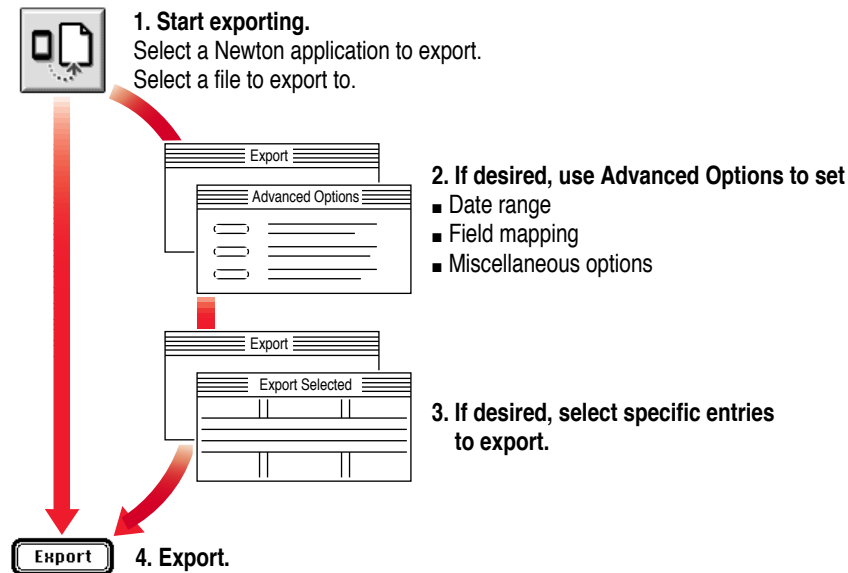 1. Start exporting.
Select a Newton application to export.
Select a file to export to.
Export
Advanced Options
2. If desired, use Advanced Options to set
■ Date range
■ Field mapping
■ Miscellaneous options
Export
Export Selected
3. If desired, select specific entries
to export.
Export
4. Export.